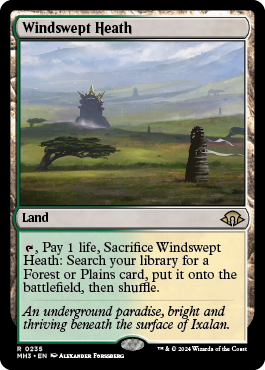 Windswept Heath
Land
, Pay 1 life, Sacrifice Windswept
Heath: Search your library for a
Forest or Plains card, put it onto the
battlefield, then shuffle.
An underground paradise, bright and
thriving beneath the surface of Ixalan.
R 0235
MH3 • EN Alexander Forssberg
™ & © 2024 Wizards of the Coast